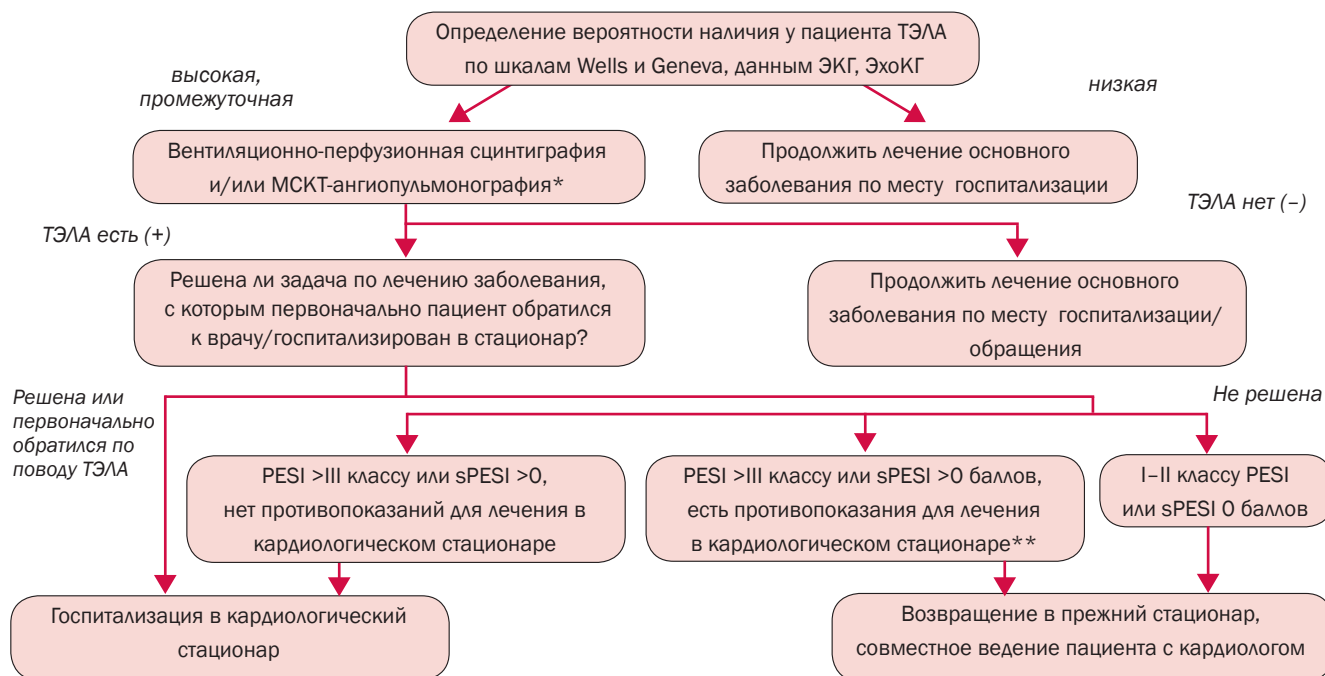 Определение вероятности наличия у пациента ТЭЛА
по шкалам Wells и Geneva, данным ЭКГ, ЭхоКГ
высокая,
промежуточная
низкая
Вентиляционно-перфузионная сцинтиграфия
и/или МСКТ-ангиопульмонография*
Продолжить лечение основного
заболевания по месту госпитализации
ТЭЛА есть (+)
ТЭЛА нет (–)
Решена ли задача по лечению заболевания,
с которым первоначально пациент обратился
к врачу/госпитализирован в стационар?
Продолжить лечение основного
заболевания по месту госпитализации/
обращения
Решена или
первоначально
обратился по
поводу ТЭЛА
Не решена
PESI >III классу или sPESI >0,
нет противопоказаний для лечения в
кардиологическом стационаре
PESI >III классу или sPESI >0 баллов,
есть противопоказания для лечения
в кардиологическом стационаре**
I–II классу PESI
или sPESI 0 баллов
Госпитализация в кардиологический
стационар
Возвращение в прежний стационар,
совместное ведение пациента с кардиологом